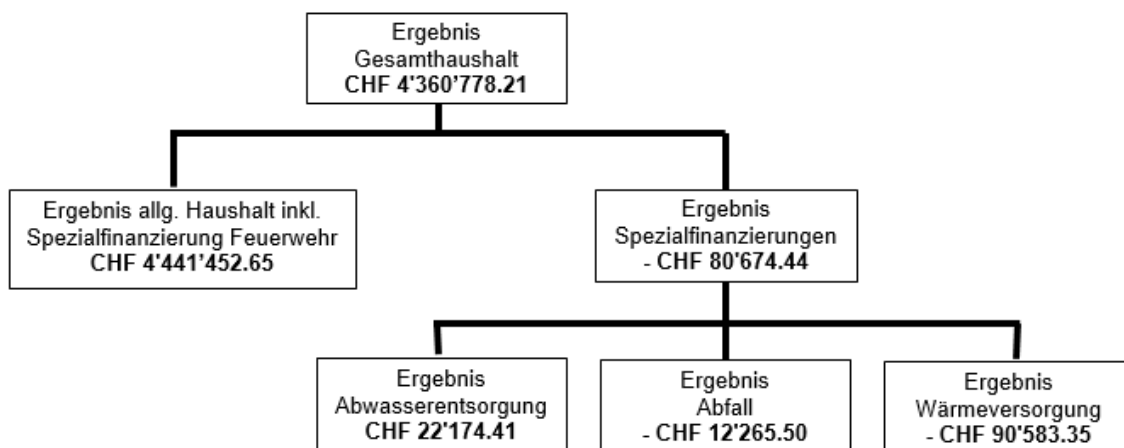 Ergebnis
Gesamthaushalt
CHF 4'360’778.21
Ergebnis allg. Haushalt inkl.
Spezialfinanzierung Feuerwehr
CHF 4'441’452.65
Ergebnis
Spezialfinanzierungen
- CHF 80'674.44
Ergebnis
Abwasserentsorgung
CHF 22'174.41
Ergebnis
Abfall
- CHF 12'265.50
Ergebnis
Wärmeversorgung
- CHF 90'583.35